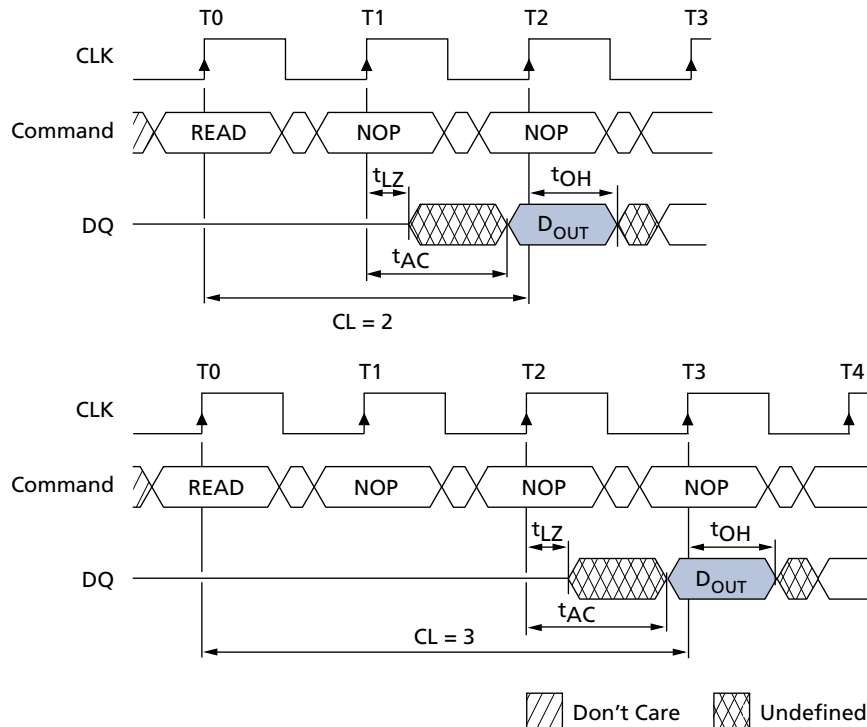 T0 T1 T2 T3
CLK
Command READ NOP NOP
tLZ tOH
DQ DOUT
tAC
CL = 2
T0 T1 T2 T3 T4
CLK
Command READ NOP NOP NOP
tLZ tOH
DQ DOUT
tAC
CL = 3
Don't Care Undefined